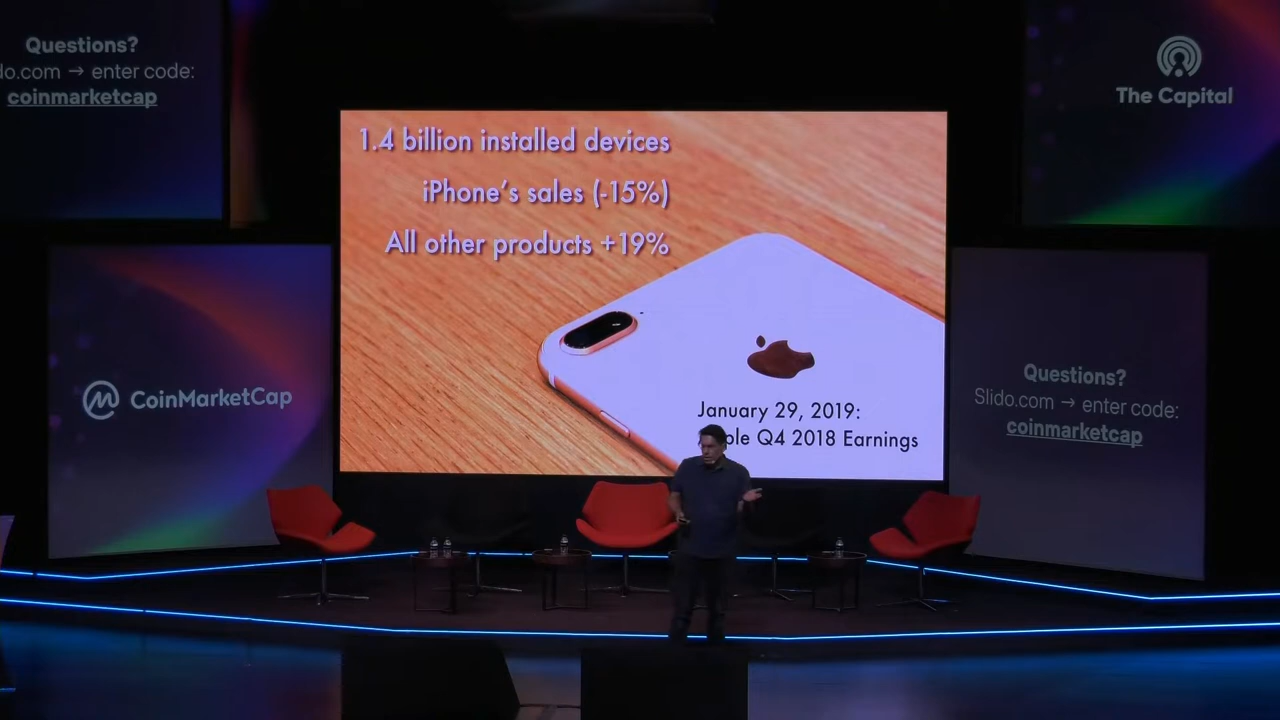 Questions?
do.com → enter code:
coinmarketcap
The Capital
1.4 billion installed devices
iPhone's sales (-15%)
All other products +19%
January 29, 2019:
ple Q4 2018 Earnings
CoinMarketCap
Questions?
Slido.com → enter code:
coinmarketcap